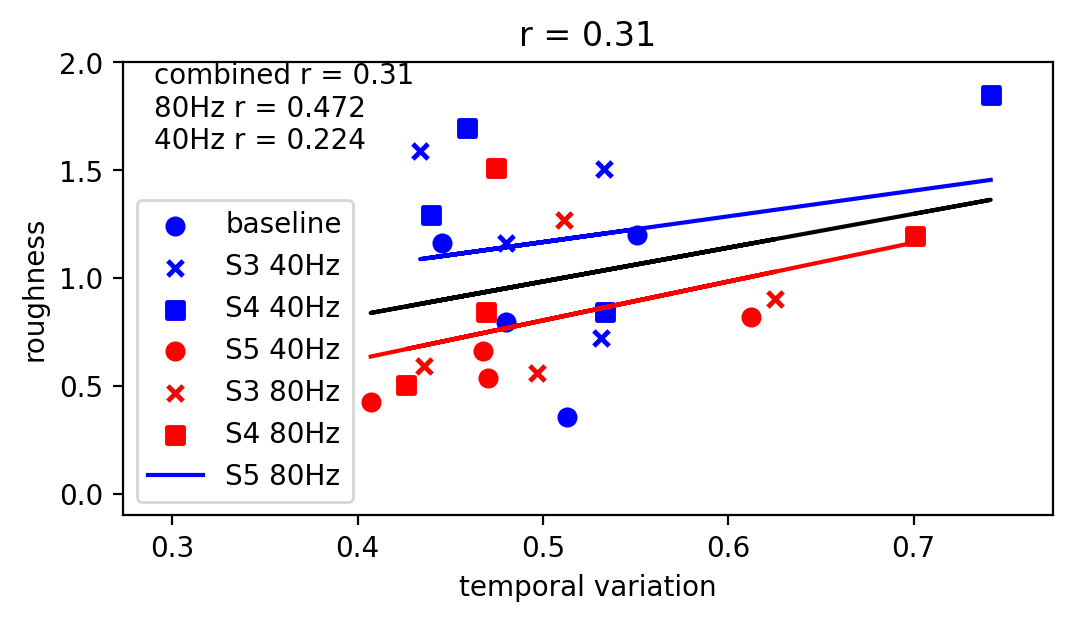 r = 0.31
combined r = 0.31
80Hz r = 0.472
40Hz r = 0.224
baseline
S3 40Hz
S4 40Hz
S5 40Hz
S3 80Hz
S4 80Hz
S5 80Hz
2.0
1.5
1.0
0.5
0.0
roughness
0.3 0.4 0.5 0.6 0.7
temporal variation